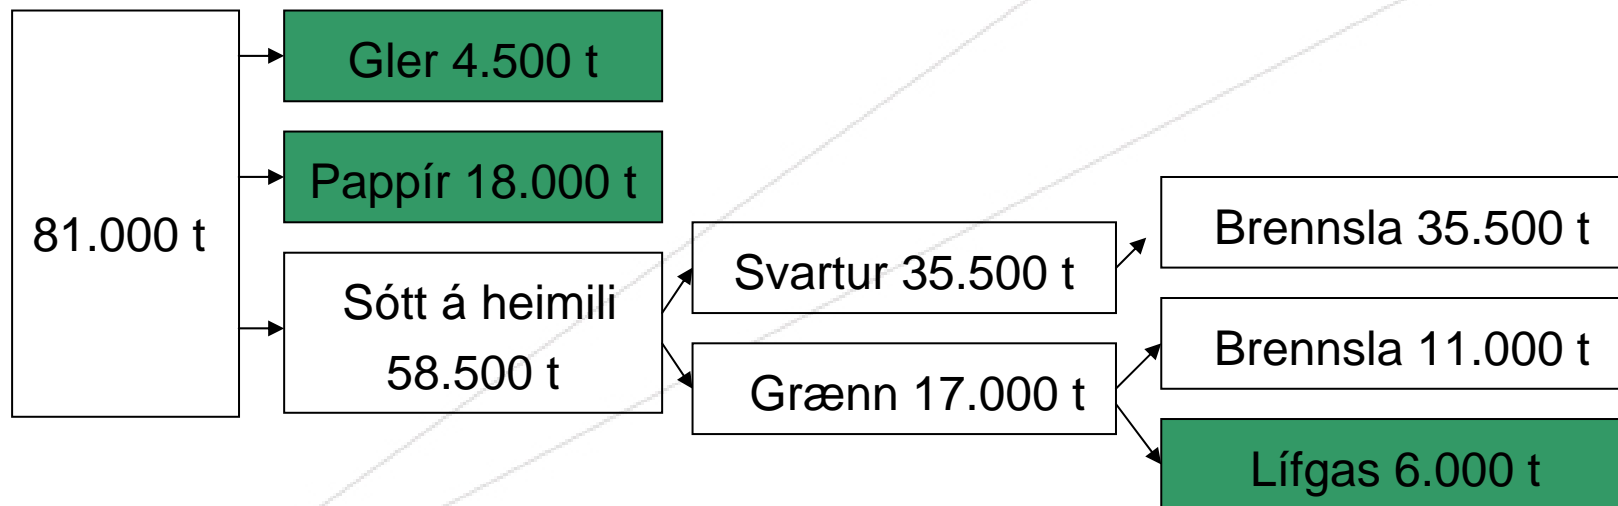 81.000 t
Gler 4.500 t
Pappír 18.000 t
Sótt á heimili
58.500 t
Svartur 35.500 t
Grænn 17.000 t
Brennsla 35.500 t
Brennsla 11.000 t
Lífgas 6.000 t